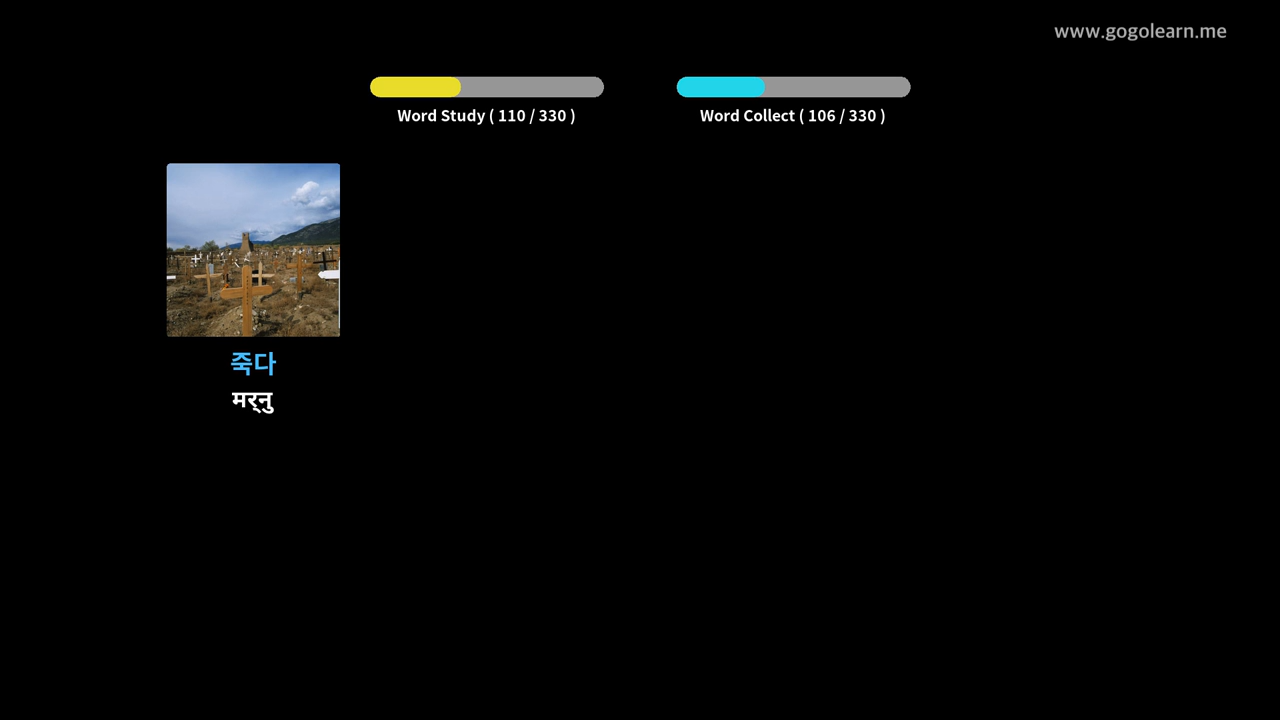 www.gogolearn.me
Word Study ( 110 / 330 )
Word Collect ( 106 / 330 )
죽다
मर्नु